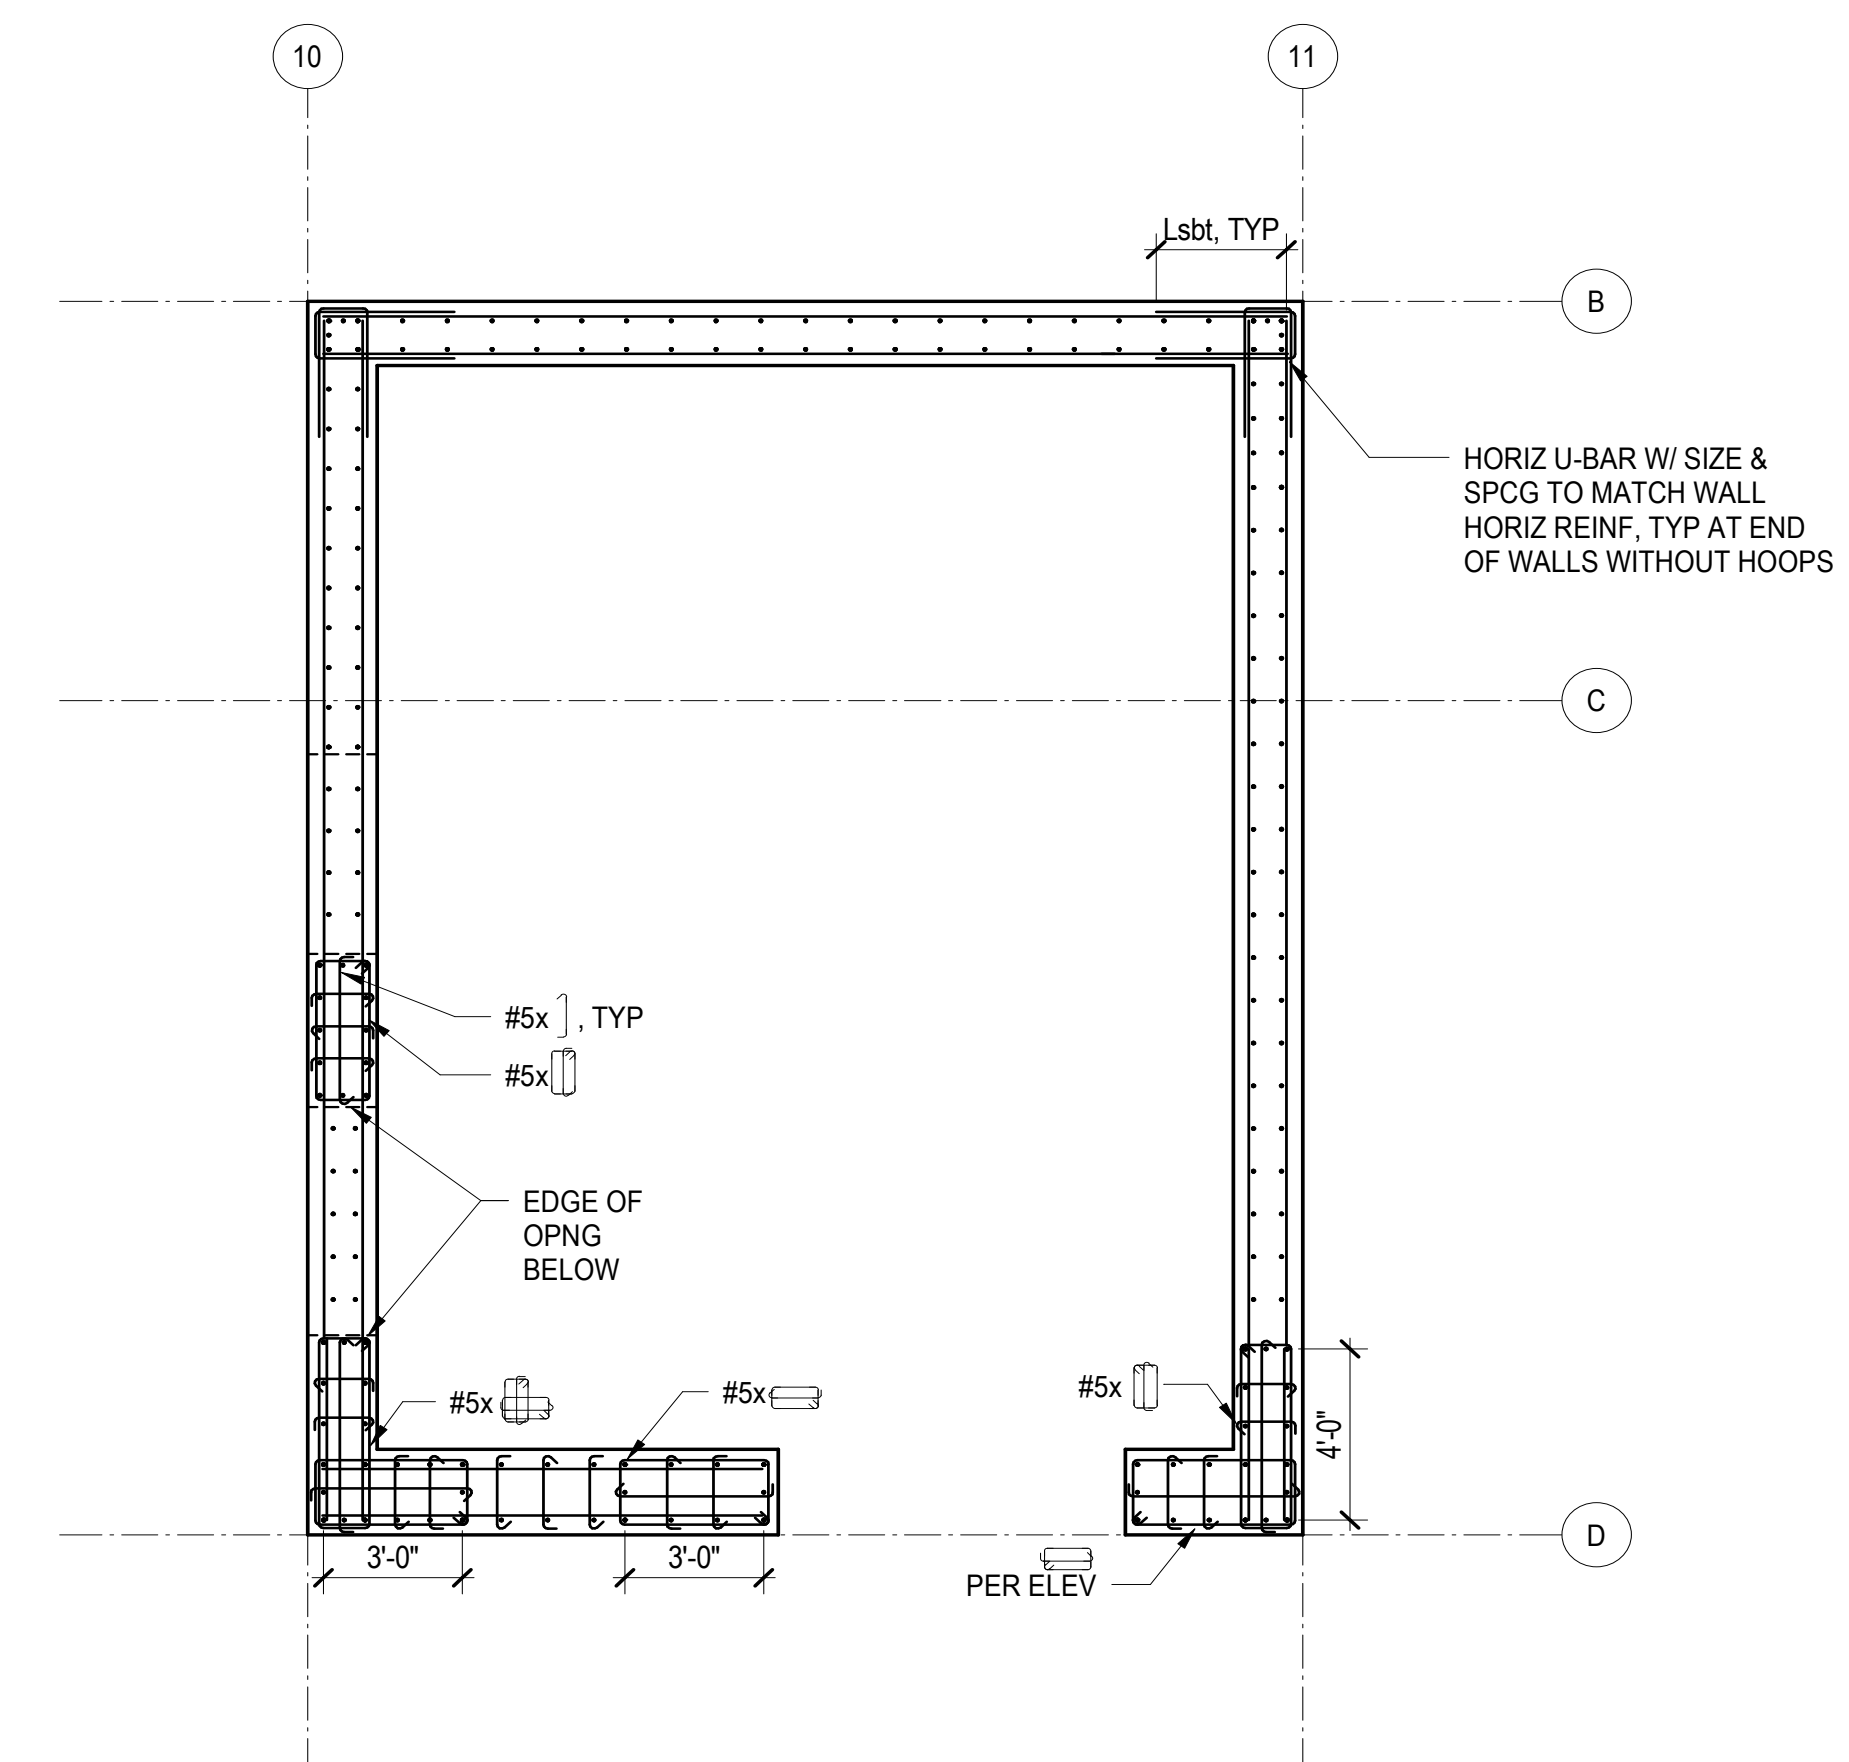 10
11
Lsbt, TYP
B
HORIZ U-BAR W/ SIZE &
SPCG TO MATCH WALL
HORIZ REINF, TYP AT END
OF WALLS WITHOUT HOOPS
C
#5x , TYP
#5x
EDGE OF
OPNG
BELOW
#5x
#5x
#5x
4'-0"
D
3'-0"
3'-0"
PER ELEV